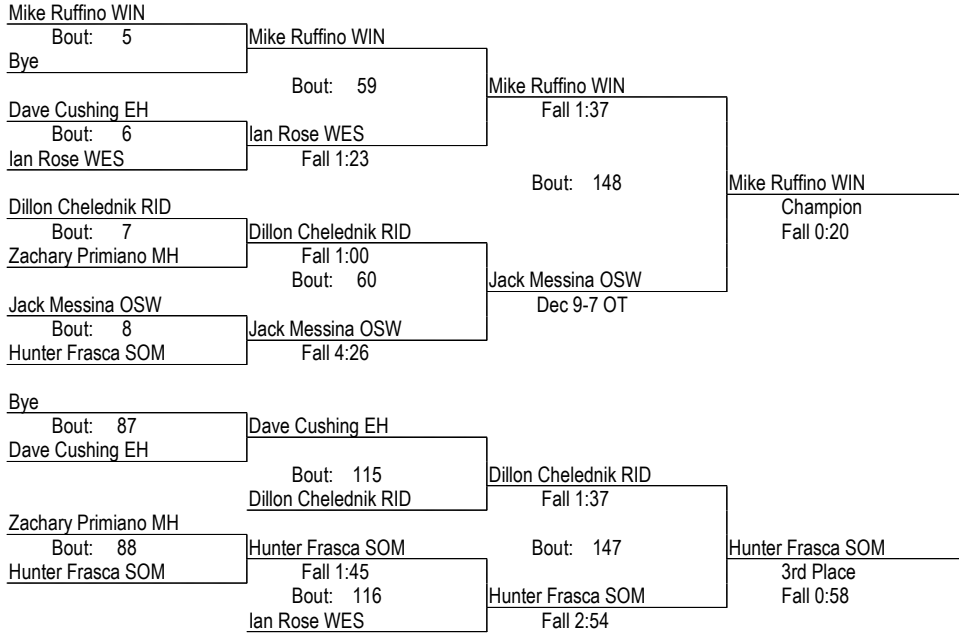 Mike Ruffino WIN
Bout: 5
Mike Ruffino WIN
Bye
Bout: 59
Mike Ruffino WIN
Dave Cushing EH
Fall 1:37
Bout: 6
Ian Rose WES
Ian Rose WES
Fall 1:23
Bout: 148
Mike Ruffino WIN
Dillon Chelednik RID
Champion
Bout: 7
Dillon Chelednik RID
Fall 0:20
Zachary Primiano MH
Fall 1:00
Bout: 60
Jack Messina OSW
Jack Messina OSW
Dec 9-7 OT
Bout: 8
Jack Messina OSW
Hunter Frasca SOM
Fall 4:26
Bye
Bout: 87
Dave Cushing EH
Dave Cushing EH
Bout: 115
Dillon Chelednik RID
Dillon Chelednik RID
Fall 1:37
Zachary Primiano MH
Bout: 88
Hunter Frasca SOM
Bout: 147
Hunter Frasca SOM
Hunter Frasca SOM
Fall 1:45
3rd Place
Bout: 116
Hunter Frasca SOM
Fall 0:58
Ian Rose WES
Fall 2:54